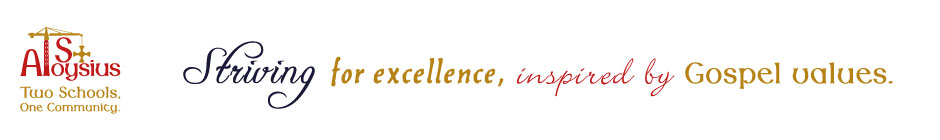 St
Aloysius
Two Schools,
One Community.
Striving for excellence, inspired by Gospel values.